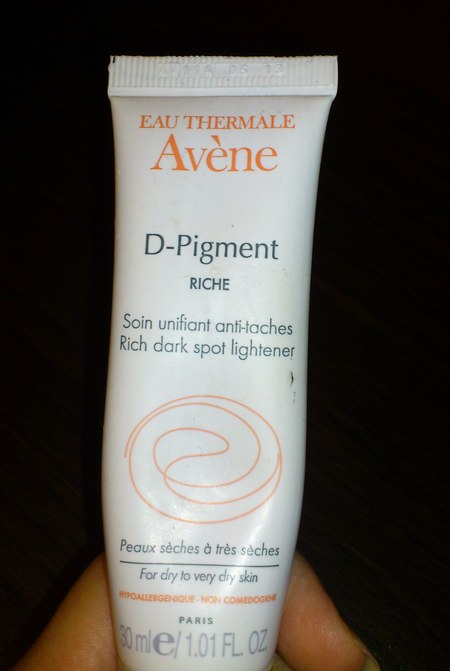 EAU THERMALE
Avène
D-Pigment
RICHE
Soin unifiant anti-taches
Rich dark spot lightener
Peaux sèches à très sèches
For dry to very dry skin
HYPOALLERGENIQUE - NON COMEDOGENE
PARIS
30 ml e / 1.01 FL. OZ